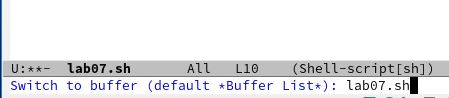 U:**-  lab07.sh       All   L10    (Shell-script[sh])
Switch to buffer (default *Buffer List*): lab07.sh